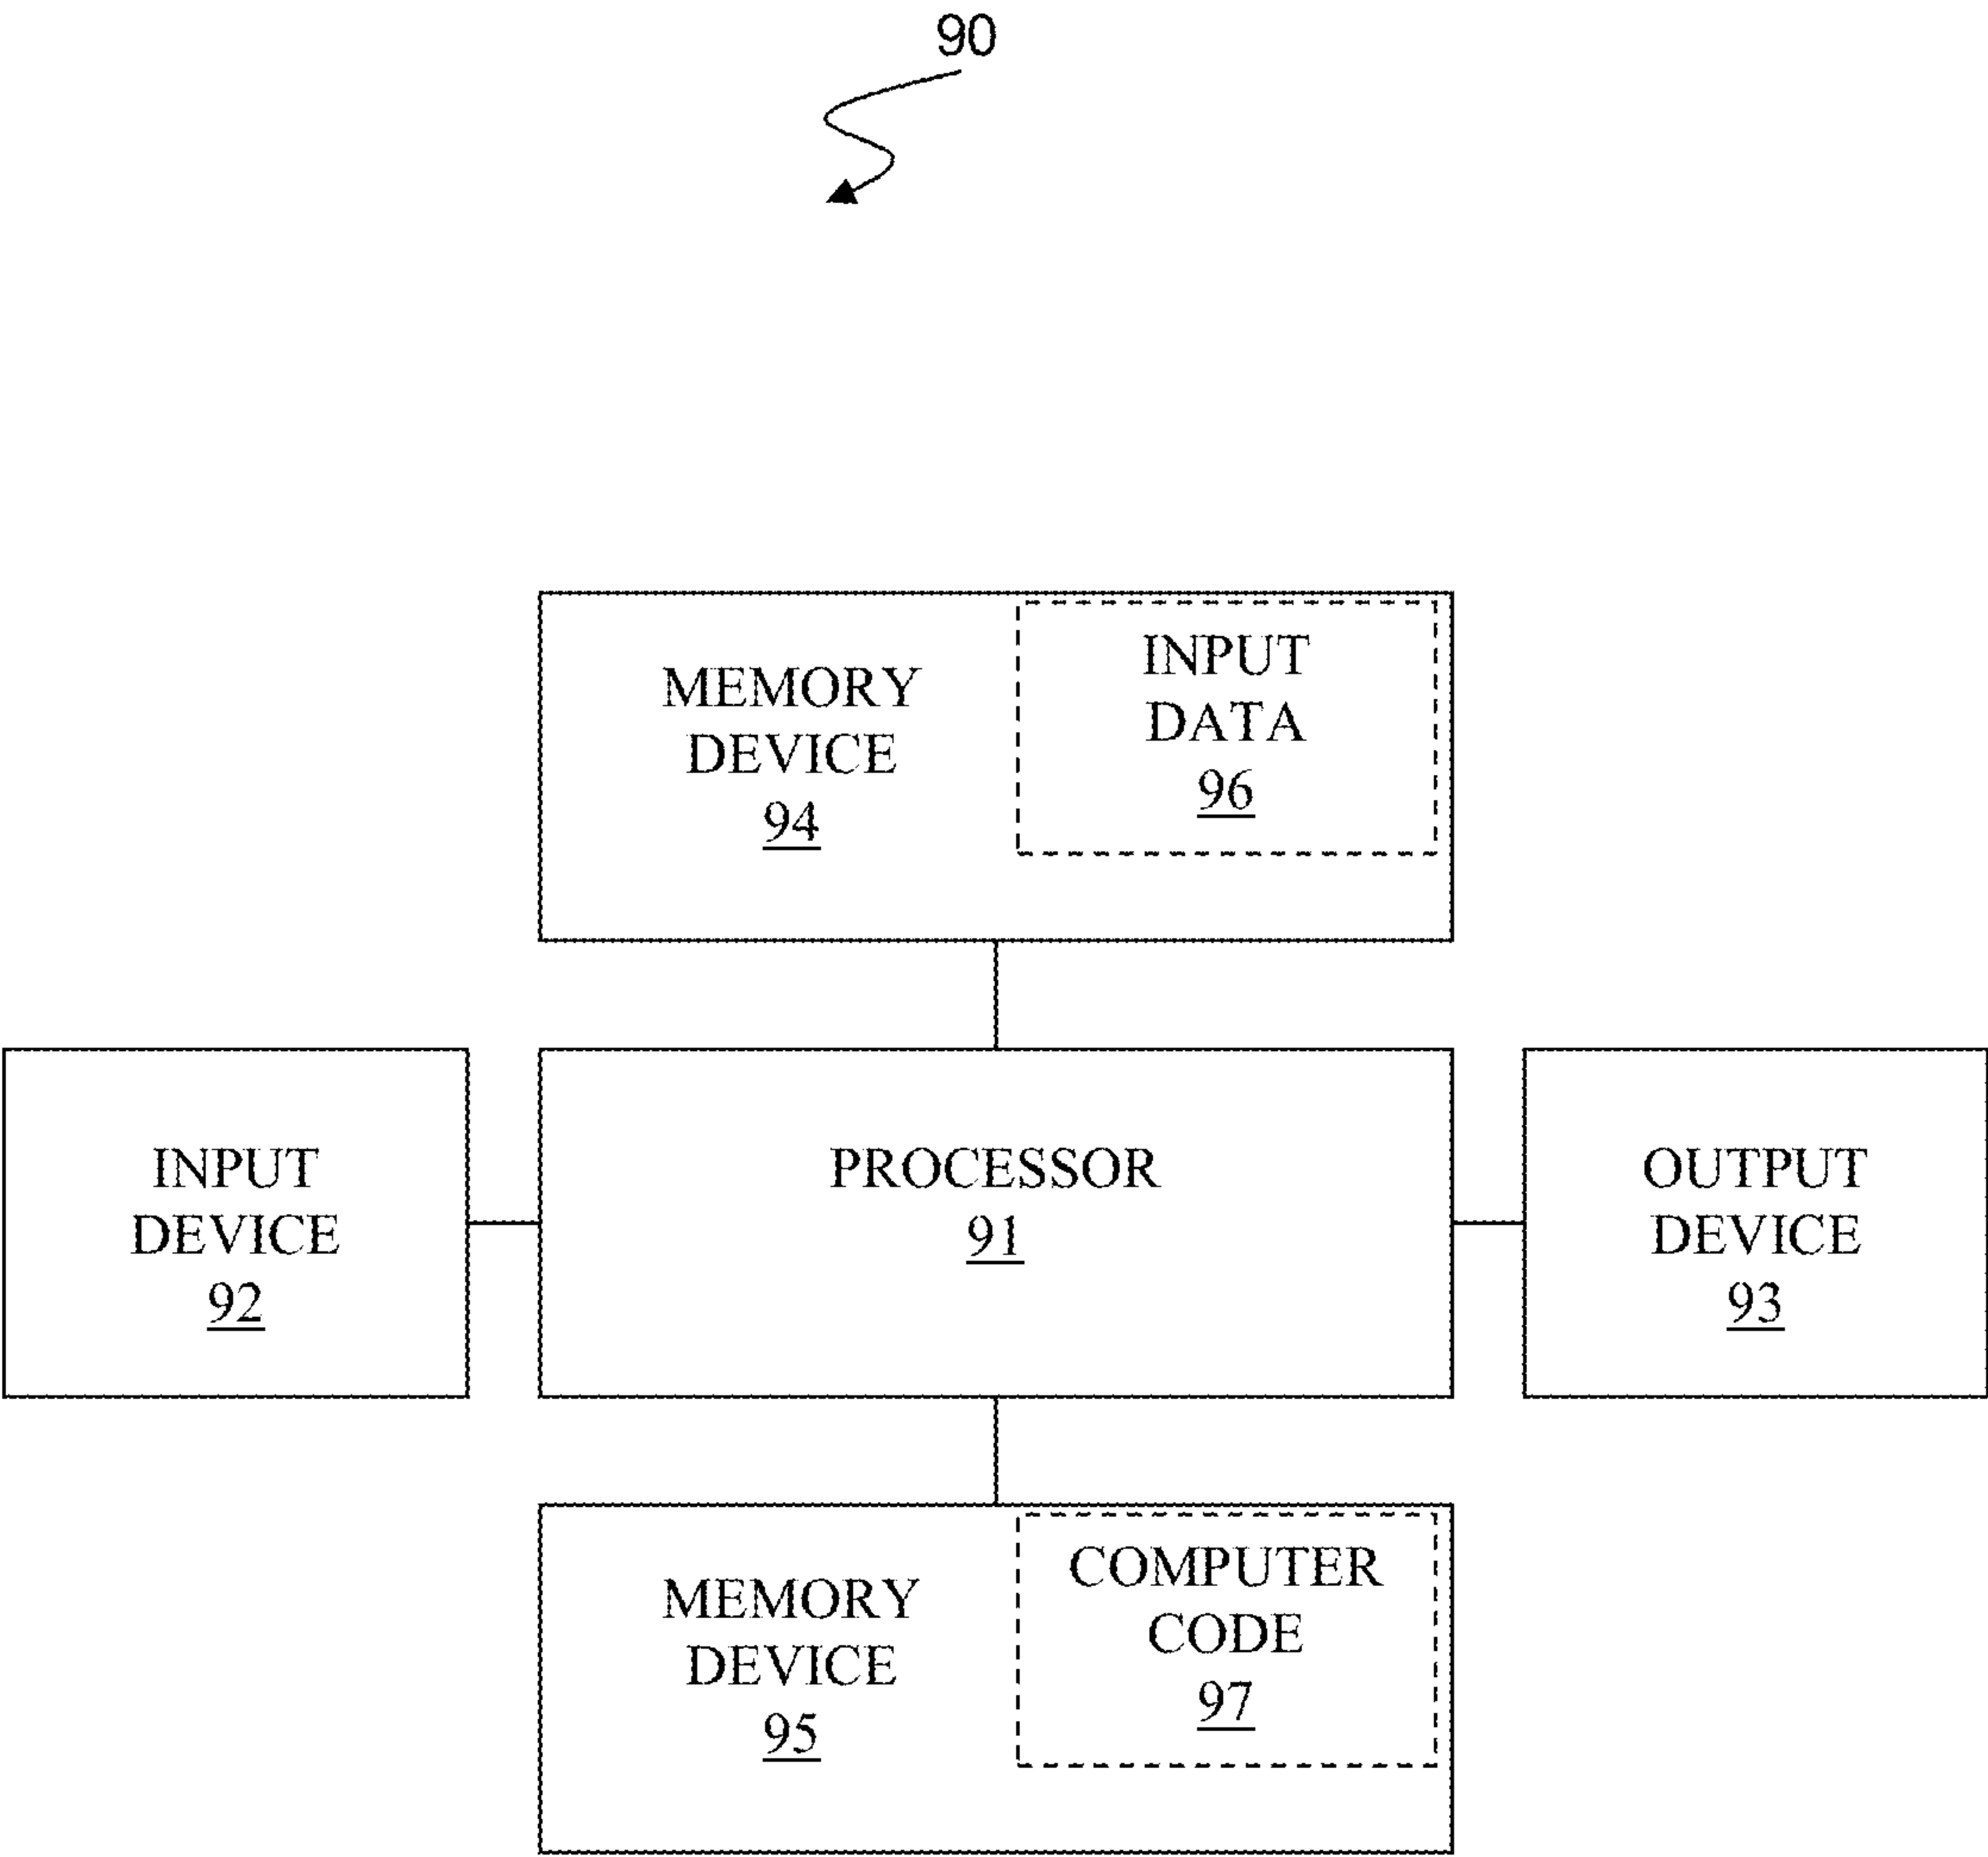 90
MEMORY
DEVICE
94
INPUT
DATA
96
INPUT
DEVICE
92
PROCESSOR
91
OUTPUT
DEVICE
93
MEMORY
DEVICE
95
COMPUTER
CODE
97